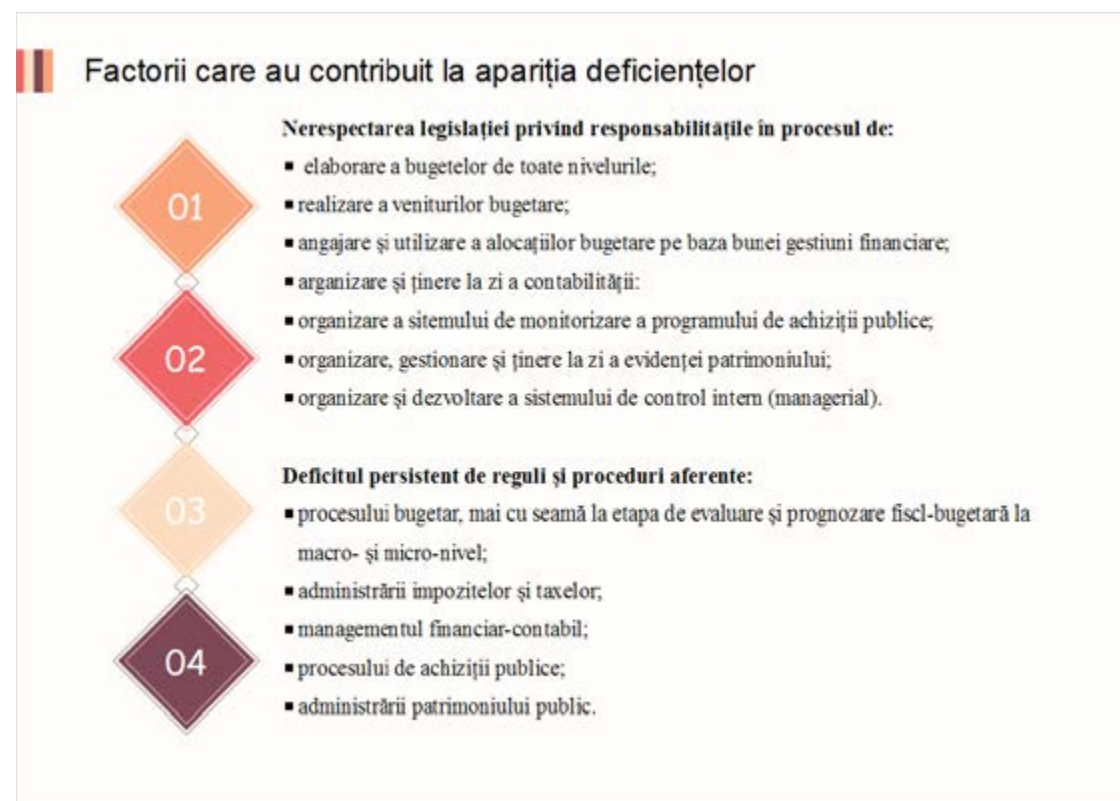 Factorii care au contribuit la apariția deficiențelor
Nerespectarea legislației privind responsabilitățile în procesul de:
01
▪ elaborare a bugetelor de toate nivelurile;
▪ realizare a veniturilor bugetare;
▪ angajare și utilizare a alocațiilor bugetare pe baza bunei gestiuni financiare;
▪ arganizare și ținere la zi a contabilității:
02
▪ organizare a sitemului de monitorizare a programului de achiziții publice;
▪ organizare, gestionare și ținere la zi a evidenței patrimoniului;
▪ organizare și dezvoltare a sistemului de control intern (managerial).
03
Deficitul persistent de reguli și proceduri aferente:
▪ procesului bugetar, mai cu seamă la etapa de evaluare și prognozare fiscl-bugetară la
macro- și micro-nivel;
04
▪ administrării impozitelor și taxelor;
▪ managementul financiar-contabil;
▪ procesului de achiziții publice;
▪ administrării patrimoniului public.